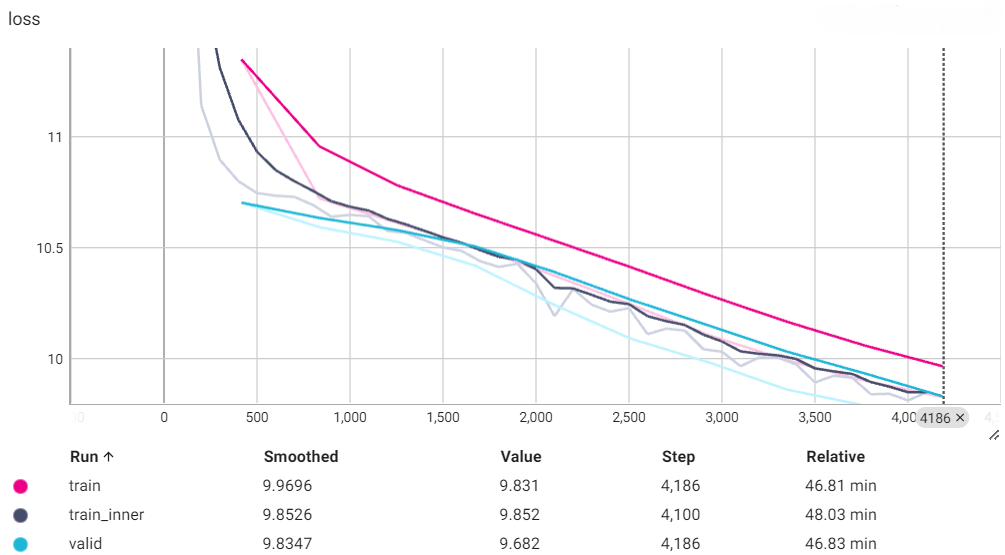 loss
11
10.5
10
0 500 1,000 1,500 2,000 2,500 3,000 3,500 4186 ×
Run ↑ Smoothed Value Step Relative
train 9.9696 9.831 4,186 46.81 min
train_inner 9.8526 9.852 4,100 48.03 min
valid 9.8347 9.682 4,186 46.83 min